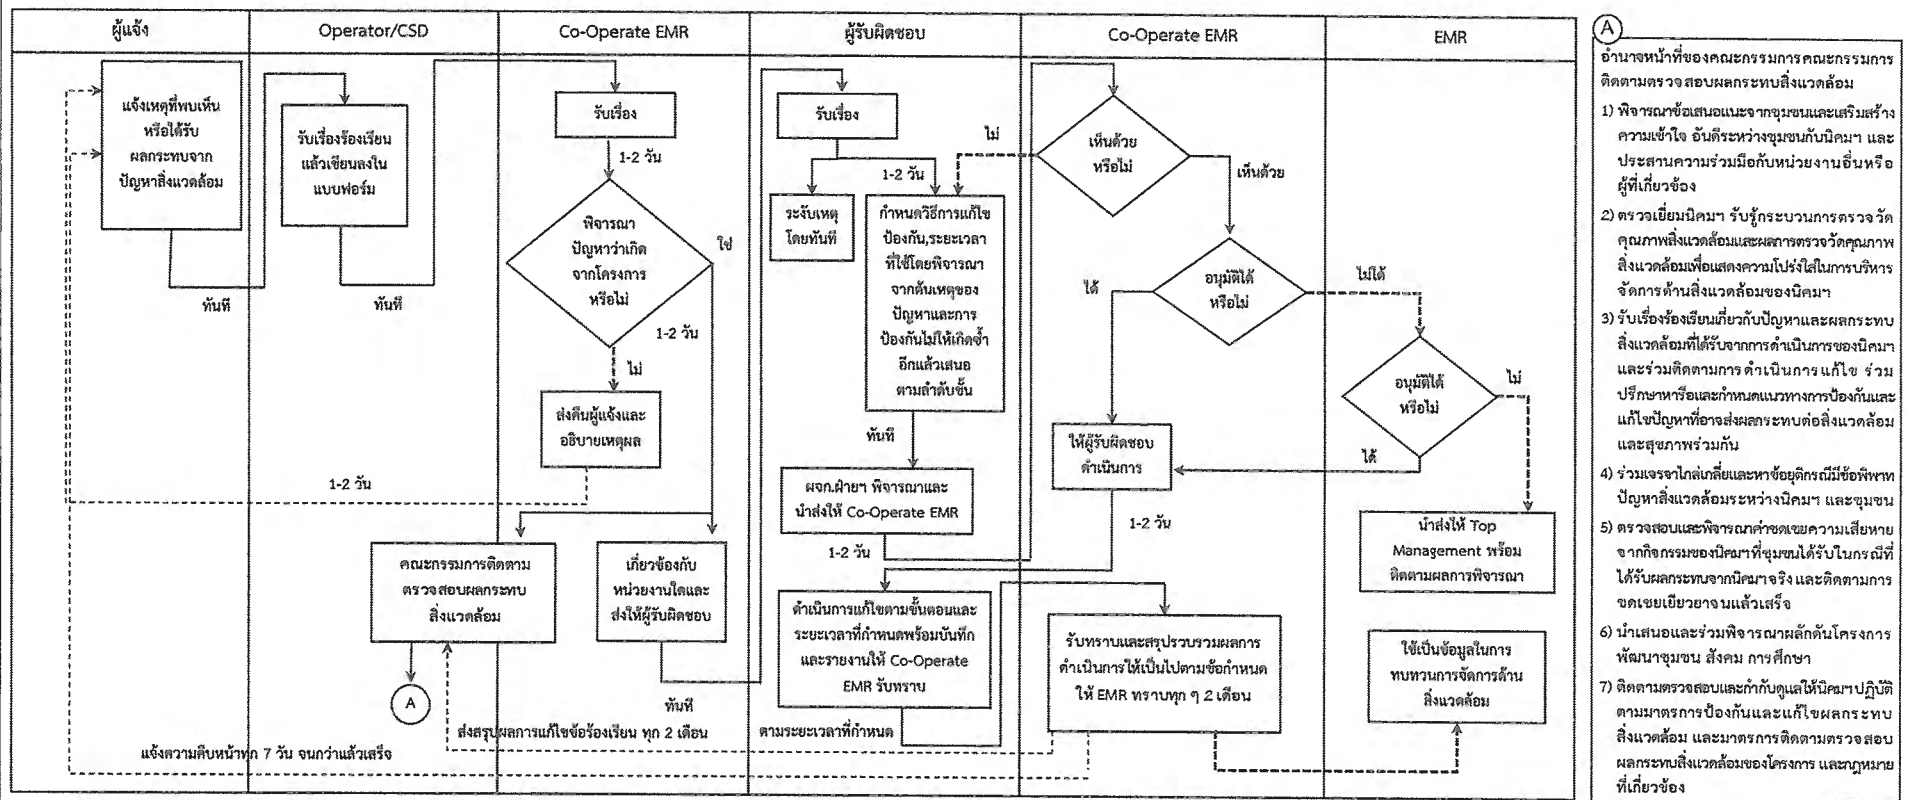 ผู้แจ้ง
Operator/CSD
Co-Operate EMR
ผู้รับผิดชอบ
Co-Operate EMR
EMR
แจ้งเหตุที่พบเห็น
หรือได้รับ
ผลกระทบจาก
ปัญหาสิ่งแวดล้อม
ทันที
รับเรื่องร้องเรียน
แล้วเขียนลงใน
แบบฟอร์ม
ทันที
รับเรื่อง
1-2 วัน
พิจารณา
ปัญหาว่าเกิด
จากโครงการ
หรือไม่
ใช่
1-2 วัน
ไม่
ส่งคืนผู้แจ้งและ
อธิบายเหตุผล
1-2 วัน
คณะกรรมการติดตาม
ตรวจสอบผลกระทบ
สิ่งแวดล้อม
A
เกี่ยวข้องกับ
หน่วยงานใดและ
ส่งให้ผู้รับผิดชอบ
ทันที
รับเรื่อง
1-2 วัน
ระงับเหตุ
โดยทันที
กำหนดวิธีการแก้ไข
ป้องกัน,ระยะเวลา
ที่ใช้โดยพิจารณา
จากต้นเหตุของ
ปัญหาและการ
ป้องกันไม่ให้เกิดซ้ำ
อีกแล้วเสนอ
ตามลำดับชั้น
ทันที
ผจก.ฝ่ายฯ พิจารณาและ
นำส่งให้ Co-Operate EMR
1-2 วัน
ดำเนินการแก้ไขตามขั้นตอนและ
ระยะเวลาที่กำหนดพร้อมบันทึก
และรายงานให้ Co-Operate
EMR รับทราบ
ตามระยะเวลาที่กำหนด
ไม่
เห็นด้วย
หรือไม่
เห็นด้วย
อนุมัติได้
หรือไม่
ได้
ไม่ได้
ให้ผู้รับผิดชอบ
ดำเนินการ
1-2 วัน
รับทราบและสรุปรวบรวมผลการ
ดำเนินการให้เป็นไปตามข้อกำหนด
ให้ EMR ทราบทุก ๆ 2 เดือน
อนุมัติได้
หรือไม่
ไม่
ได้
นำส่งให้ Top
Management พร้อม
ติดตามผลการพิจารณา
ใช้เป็นข้อมูลในการ
ทบทวนการจัดการด้าน
สิ่งแวดล้อม
ส่งสรุปผลการแก้ไขข้อร้องเรียน ทุก 2 เดือน
แจ้งความคืบหน้าทุก 7 วัน จนกว่าแล้วเสร็จ
A
อำนาจหน้าที่ของคณะกรรมการคณะกรรมการ
ติดตามตรวจสอบผลกระทบสิ่งแวดล้อม
1) พิจารณาข้อเสนอแนะจากชุมชนและเสริมสร้าง
ความเข้าใจ อันดีระหว่างชุมชนกับนิคมฯ และ
ประสานความร่วมมือกับหน่วยงานอื่นหรือ
ผู้ที่เกี่ยวข้อง
2) ตรวจเยี่ยมนิคมฯ รับรู้กระบวนการตรวจวัด
คุณภาพสิ่งแวดล้อมและผลการตรวจวัดคุณภาพ
สิ่งแวดล้อมเพื่อแสดงความโปร่งใสในการบริหาร
จัดการด้านสิ่งแวดล้อมของนิคมฯ
3) รับเรื่องร้องเรียนเกี่ยวกับปัญหาและผลกระทบ
สิ่งแวดล้อมที่ได้รับจากการดำเนินการของนิคมฯ
และร่วมติดตามการดำเนินการแก้ไข ร่วม
ปรึกษาหารือและกำหนดแนวทางการป้องกันและ
แก้ไขปัญหาที่อาจส่งผลกระทบต่อสิ่งแวดล้อม
และสุขภาพร่วมกัน
4) ร่วมเจรจาไกล่เกลี่ยและหาข้อยุติกรณีมีข้อพิพาท
ปัญหาสิ่งแวดล้อมระหว่างนิคมฯ และชุมชน
5) ตรวจสอบและพิจารณาค่าชดเชยความเสียหาย
จากกิจกรรมของนิคมฯที่ชุมชนได้รับในกรณีที่
ได้รับผลกระทบจากนิคมฯจริง และติดตามการ
ชดเชยเยียวยาจนแล้วเสร็จ
6) นำเสนอและร่วมพิจารณาผลักดันโครงการ
พัฒนาชุมชน สังคม การศึกษา
7) ติดตามตรวจสอบและกำกับดูแลให้นิคมฯปฏิบัติ
ตามมาตรการป้องกันและแก้ไขผลกระทบ
สิ่งแวดล้อม และมาตรการติดตามตรวจสอบ
ผลกระทบสิ่งแวดล้อมของโครงการ และกฎหมาย
ที่เกี่ยวข้อง